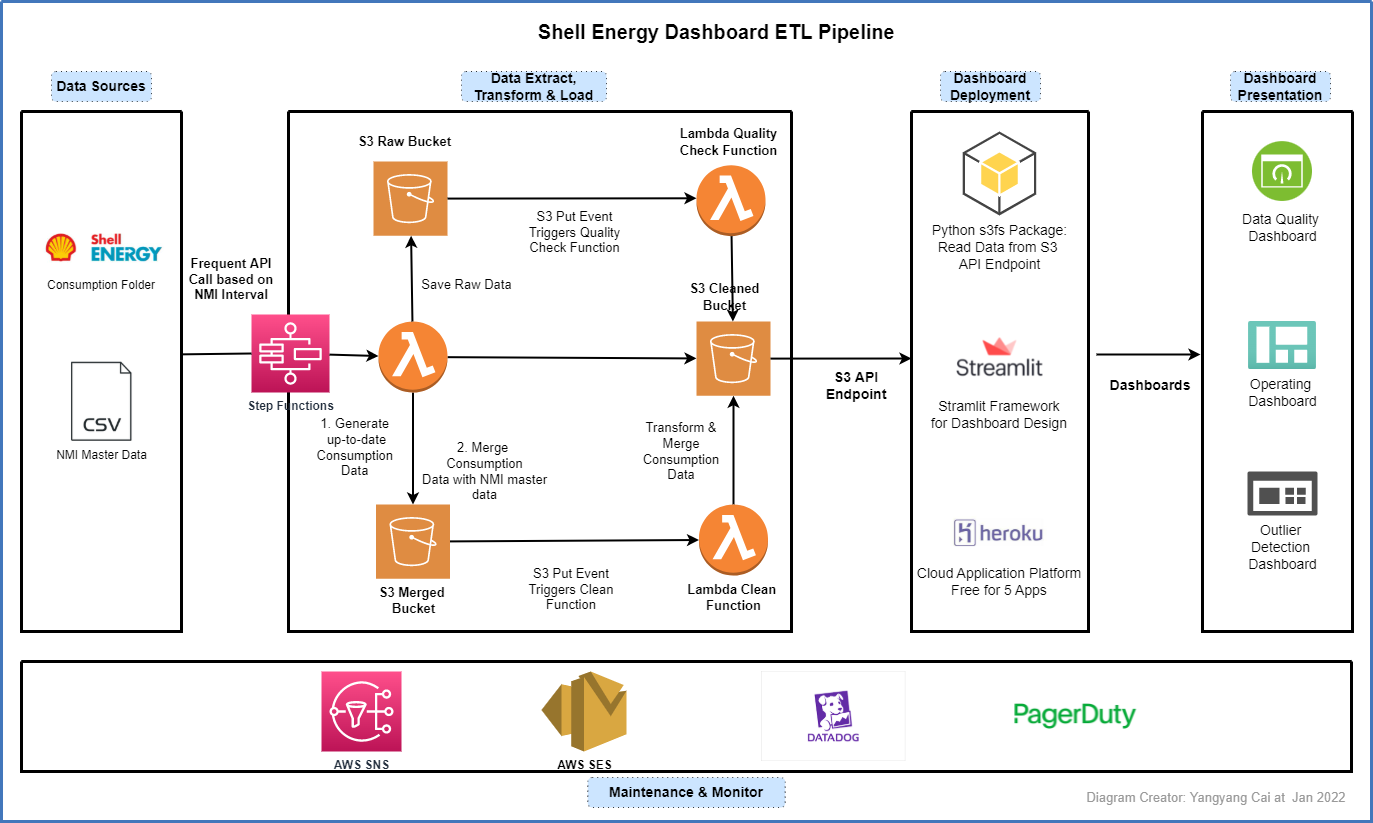 Shell Energy Dashboard ETL Pipeline
Data Sources
Data Extract,
Transform & Load
Dashboard
Deployment
Dashboard
Presentation
Shell
ENERGY
Consumption Folder
CSV
NMI Master Data
Frequent API
Call based on
NMI Interval
Step Functions
S3 Raw Bucket
Lambda Quality
Check Function
S3 Put Event
Triggers Quality
Check Function
Save Raw Data
S3 Cleaned
Bucket
1. Generate
up-to-date
Consumption
Data
2. Merge
Consumption
Data with NMI master
data
Transform &
Merge
Consumption
Data
S3 Merged
Bucket
S3 Put Event
Triggers Clean
Function
Lambda Clean
Function
S3 API
Endpoint
Python s3fs Package:
Read Data from S3
API Endpoint
Streamlit
Stramlit Framework
for Dashboard Design
heroku
Cloud Application Platform
Free for 5 Apps
Dashboards
Data Quality
Dashboard
Operating
Dashboard
Outlier
Detection
Dashboard
AWS SNS
AWS SES
DATADOG
PagerDuty
Maintenance & Monitor
Diagram Creator: Yangyang Cai at Jan 2022